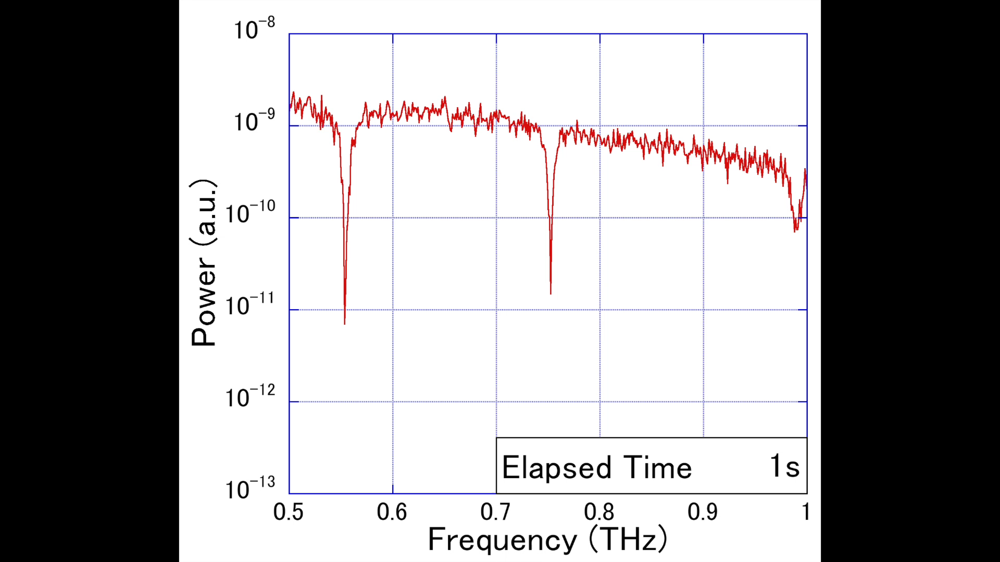 10⁻⁸
10⁻⁹
10⁻¹⁰
10⁻¹¹
10⁻¹²
10⁻¹³
Power (a.u.)
Elapsed Time 1s
0.5 0.6 0.7 0.8 0.9 1
Frequency (THz)